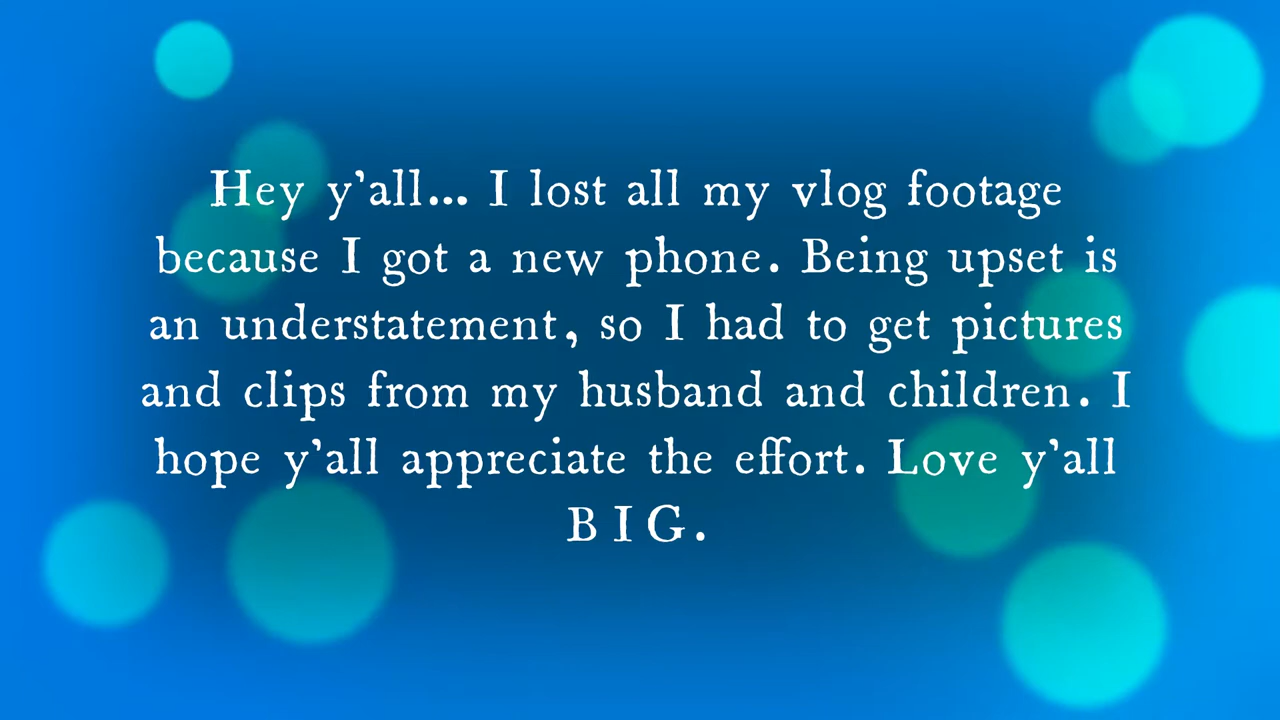 Hey y’all... I lost all my vlog footage
because I got a new phone. Being upset is
an understatement, so I had to get pictures
and clips from my husband and children. I
hope y’all appreciate the effort. Love y’all
B I G.